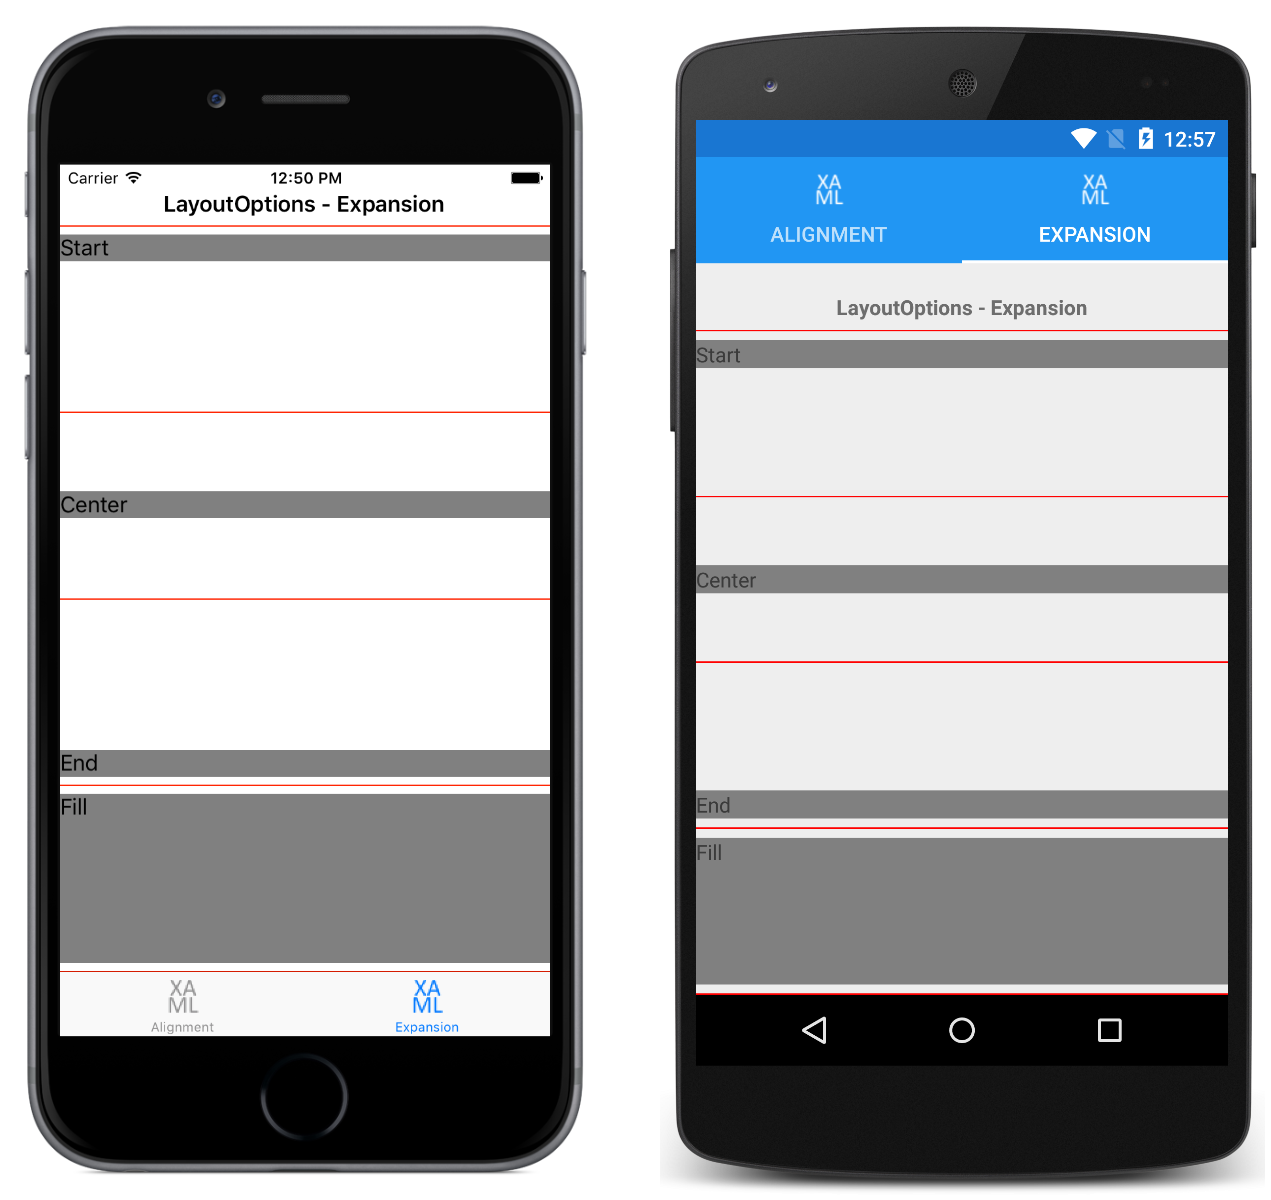 Carrier 12:50 PM
LayoutOptions - Expansion
Start
Center
End
Fill
XA
ML
Alignment
XA
ML
Expansion
12:57
XA
ML
ALIGNMENT
XA
ML
EXPANSION
LayoutOptions - Expansion
Start
Center
End
Fill